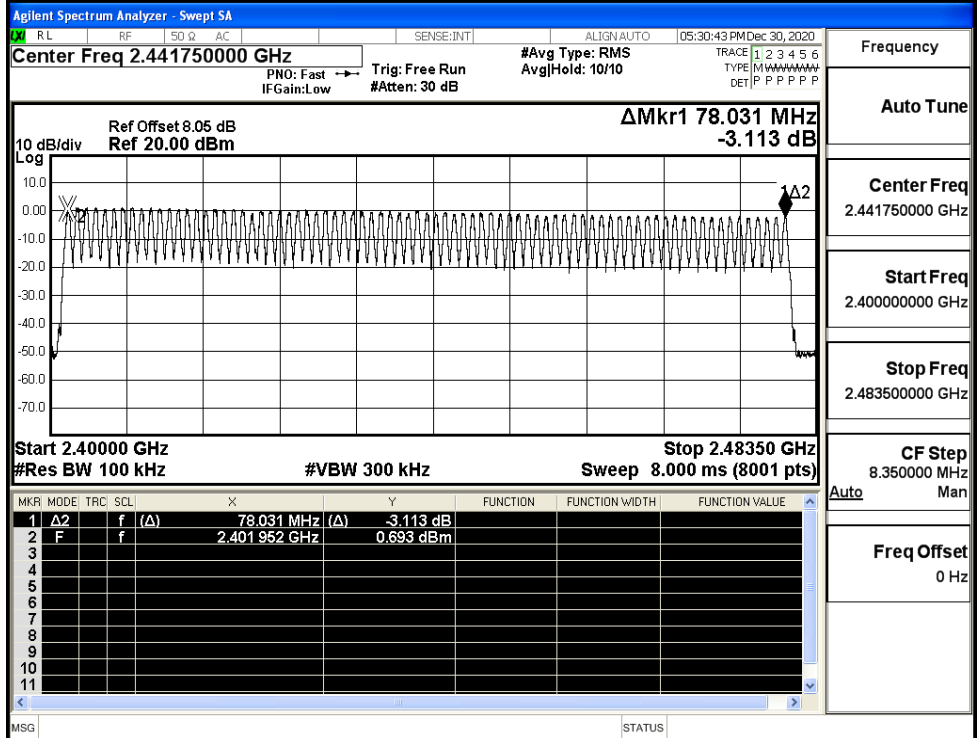 Agilent Spectrum Analyzer - Swept SA
LXI RL RF 50 Ω AC SENSE:INT ALIGN AUTO 05:30:43 PM Dec 30, 2020
Center Freq 2.441750000 GHz
PNO: Fast
IFGain:Low
Trig: Free Run
#Atten: 30 dB
#Avg Type: RMS
Avg|Hold: 10/10
TRACE 1 2 3 4 5 6
TYPE M WWWWW
DET P P P P P P
Frequency
Auto Tune
Center Freq
2.441750000 GHz
Start Freq
2.400000000 GHz
Stop Freq
2.483500000 GHz
CF Step
8.350000 MHz
Auto Man
Freq Offset
0 Hz
ΔMkr1 78.031 MHz
-3.113 dB
Ref Offset 8.05 dB
10 dB/div Ref 20.00 dBm
Log
10.0
0.00
-10.0
-20.0
-30.0
-40.0
-50.0
-60.0
-70.0
2
1Δ2
Start 2.40000 GHz Stop 2.48350 GHz
#Res BW 100 kHz #VBW 300 kHz Sweep 8.000 ms (8001 pts)
MKR MODE TRC SCL X Y FUNCTION FUNCTION WIDTH FUNCTION VALUE
1 Δ2 f (Δ) 78.031 MHz (Δ) -3.113 dB
2 F f 2.401 952 GHz 0.693 dBm
3
4
5
6
7
8
9
10
11
MSG STATUS